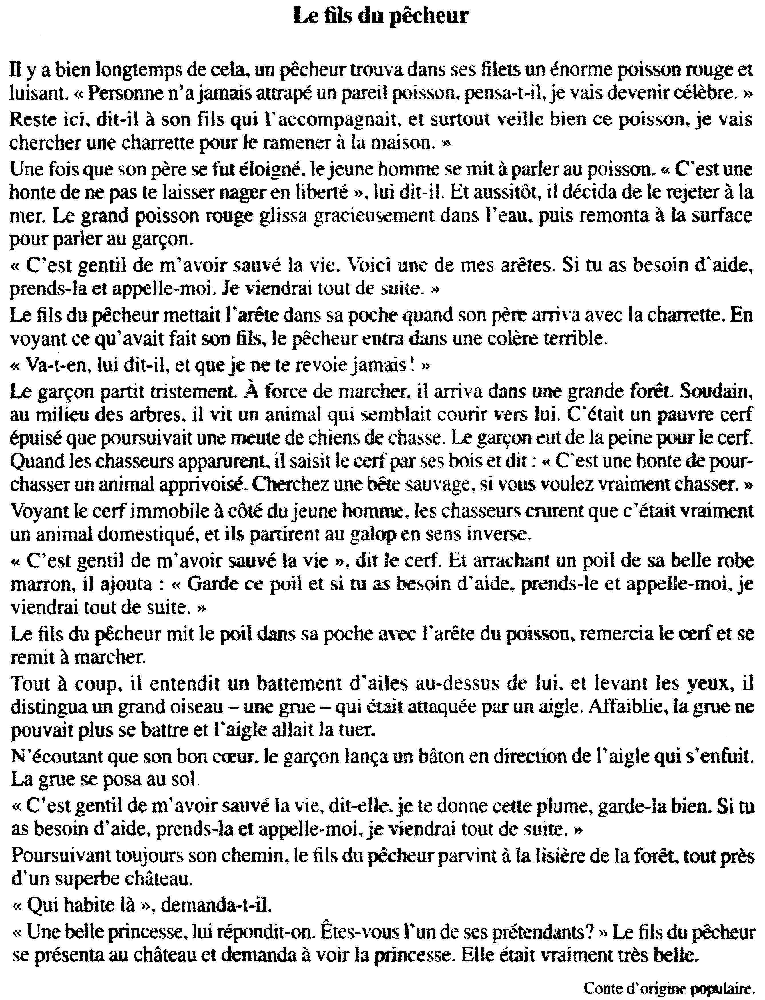 Le fils du pêcheur
Il y a bien longtemps de cela, un pêcheur trouva dans ses filets un énorme poisson rouge et
luisant. « Personne n'a jamais attrapé un pareil poisson, pensa-t-il, je vais devenir célèbre. »
Reste ici, dit-il à son fils qui l'accompagnait, et surtout veille bien ce poisson, je vais
chercher une charrette pour le ramener à la maison. »
Une fois que son père se fut éloigné, le jeune homme se mit à parler au poisson. « C'est une
honte de ne pas te laisser nager en liberté », lui dit-il. Et aussitôt, il décida de le rejeter à la
mer. Le grand poisson rouge glissa gracieusement dans l'eau, puis remonta à la surface
pour parler au garçon.
« C'est gentil de m'avoir sauvé la vie. Voici une de mes arêtes. Si tu as besoin d'aide,
prends-la et appelle-moi. Je viendrai tout de suite. »
Le fils du pêcheur mettait l'arête dans sa poche quand son père arriva avec la charrette. En
voyant ce qu'avait fait son fils, le pêcheur entra dans une colère terrible.
« Va-t-en, lui dit-il, et que je ne te revoie jamais ! »
Le garçon partit tristement. À force de marcher, il arriva dans une grande forêt. Soudain,
au milieu des arbres, il vit un animal qui semblait courir vers lui. C'était un pauvre cerf
épuisé que poursuivait une meute de chiens de chasse. Le garçon eut de la peine pour le cerf.
Quand les chasseurs apparurent, il saisit le cerf par ses bois et dit : « C'est une honte de pour-
chasser un animal apprivoisé. Cherchez une bête sauvage, si vous voulez vraiment chasser. »
Voyant le cerf immobile à côté du jeune homme, les chasseurs crurent que c'était vraiment
un animal domestiqué, et ils partirent au galop en sens inverse.
« C'est gentil de m'avoir sauvé la vie », dit le cerf. Et arrachant un poil de sa belle robe
marron, il ajouta : « Garde ce poil et si tu as besoin d'aide, prends-le et appelle-moi, je
viendrai tout de suite. »
Le fils du pêcheur mit le poil dans sa poche avec l'arête du poisson, remercia le cerf et se
remit à marcher.
Tout à coup, il entendit un battement d'ailes au-dessus de lui, et levant les yeux, il
distingua un grand oiseau – une grue – qui était attaquée par un aigle. Affaiblie, la grue ne
pouvait plus se battre et l'aigle allait la tuer.
N'écoutant que son bon cœur, le garçon lança un bâton en direction de l'aigle qui s'enfuit.
La grue se posa au sol.
« C'est gentil de m'avoir sauvé la vie, dit-elle, je te donne cette plume, garde-la bien. Si tu
as besoin d'aide, prends-la et appelle-moi, je viendrai tout de suite. »
Poursuivant toujours son chemin, le fils du pêcheur parvint à la lisière de la forêt, tout près
d'un superbe château.
« Qui habite là », demanda-t-il.
« Une belle princesse, lui répondit-on. Êtes-vous l'un de ses prétendants ? » Le fils du pêcheur
se présenta au château et demanda à voir la princesse. Elle était vraiment très belle.
Conte d'origine populaire.